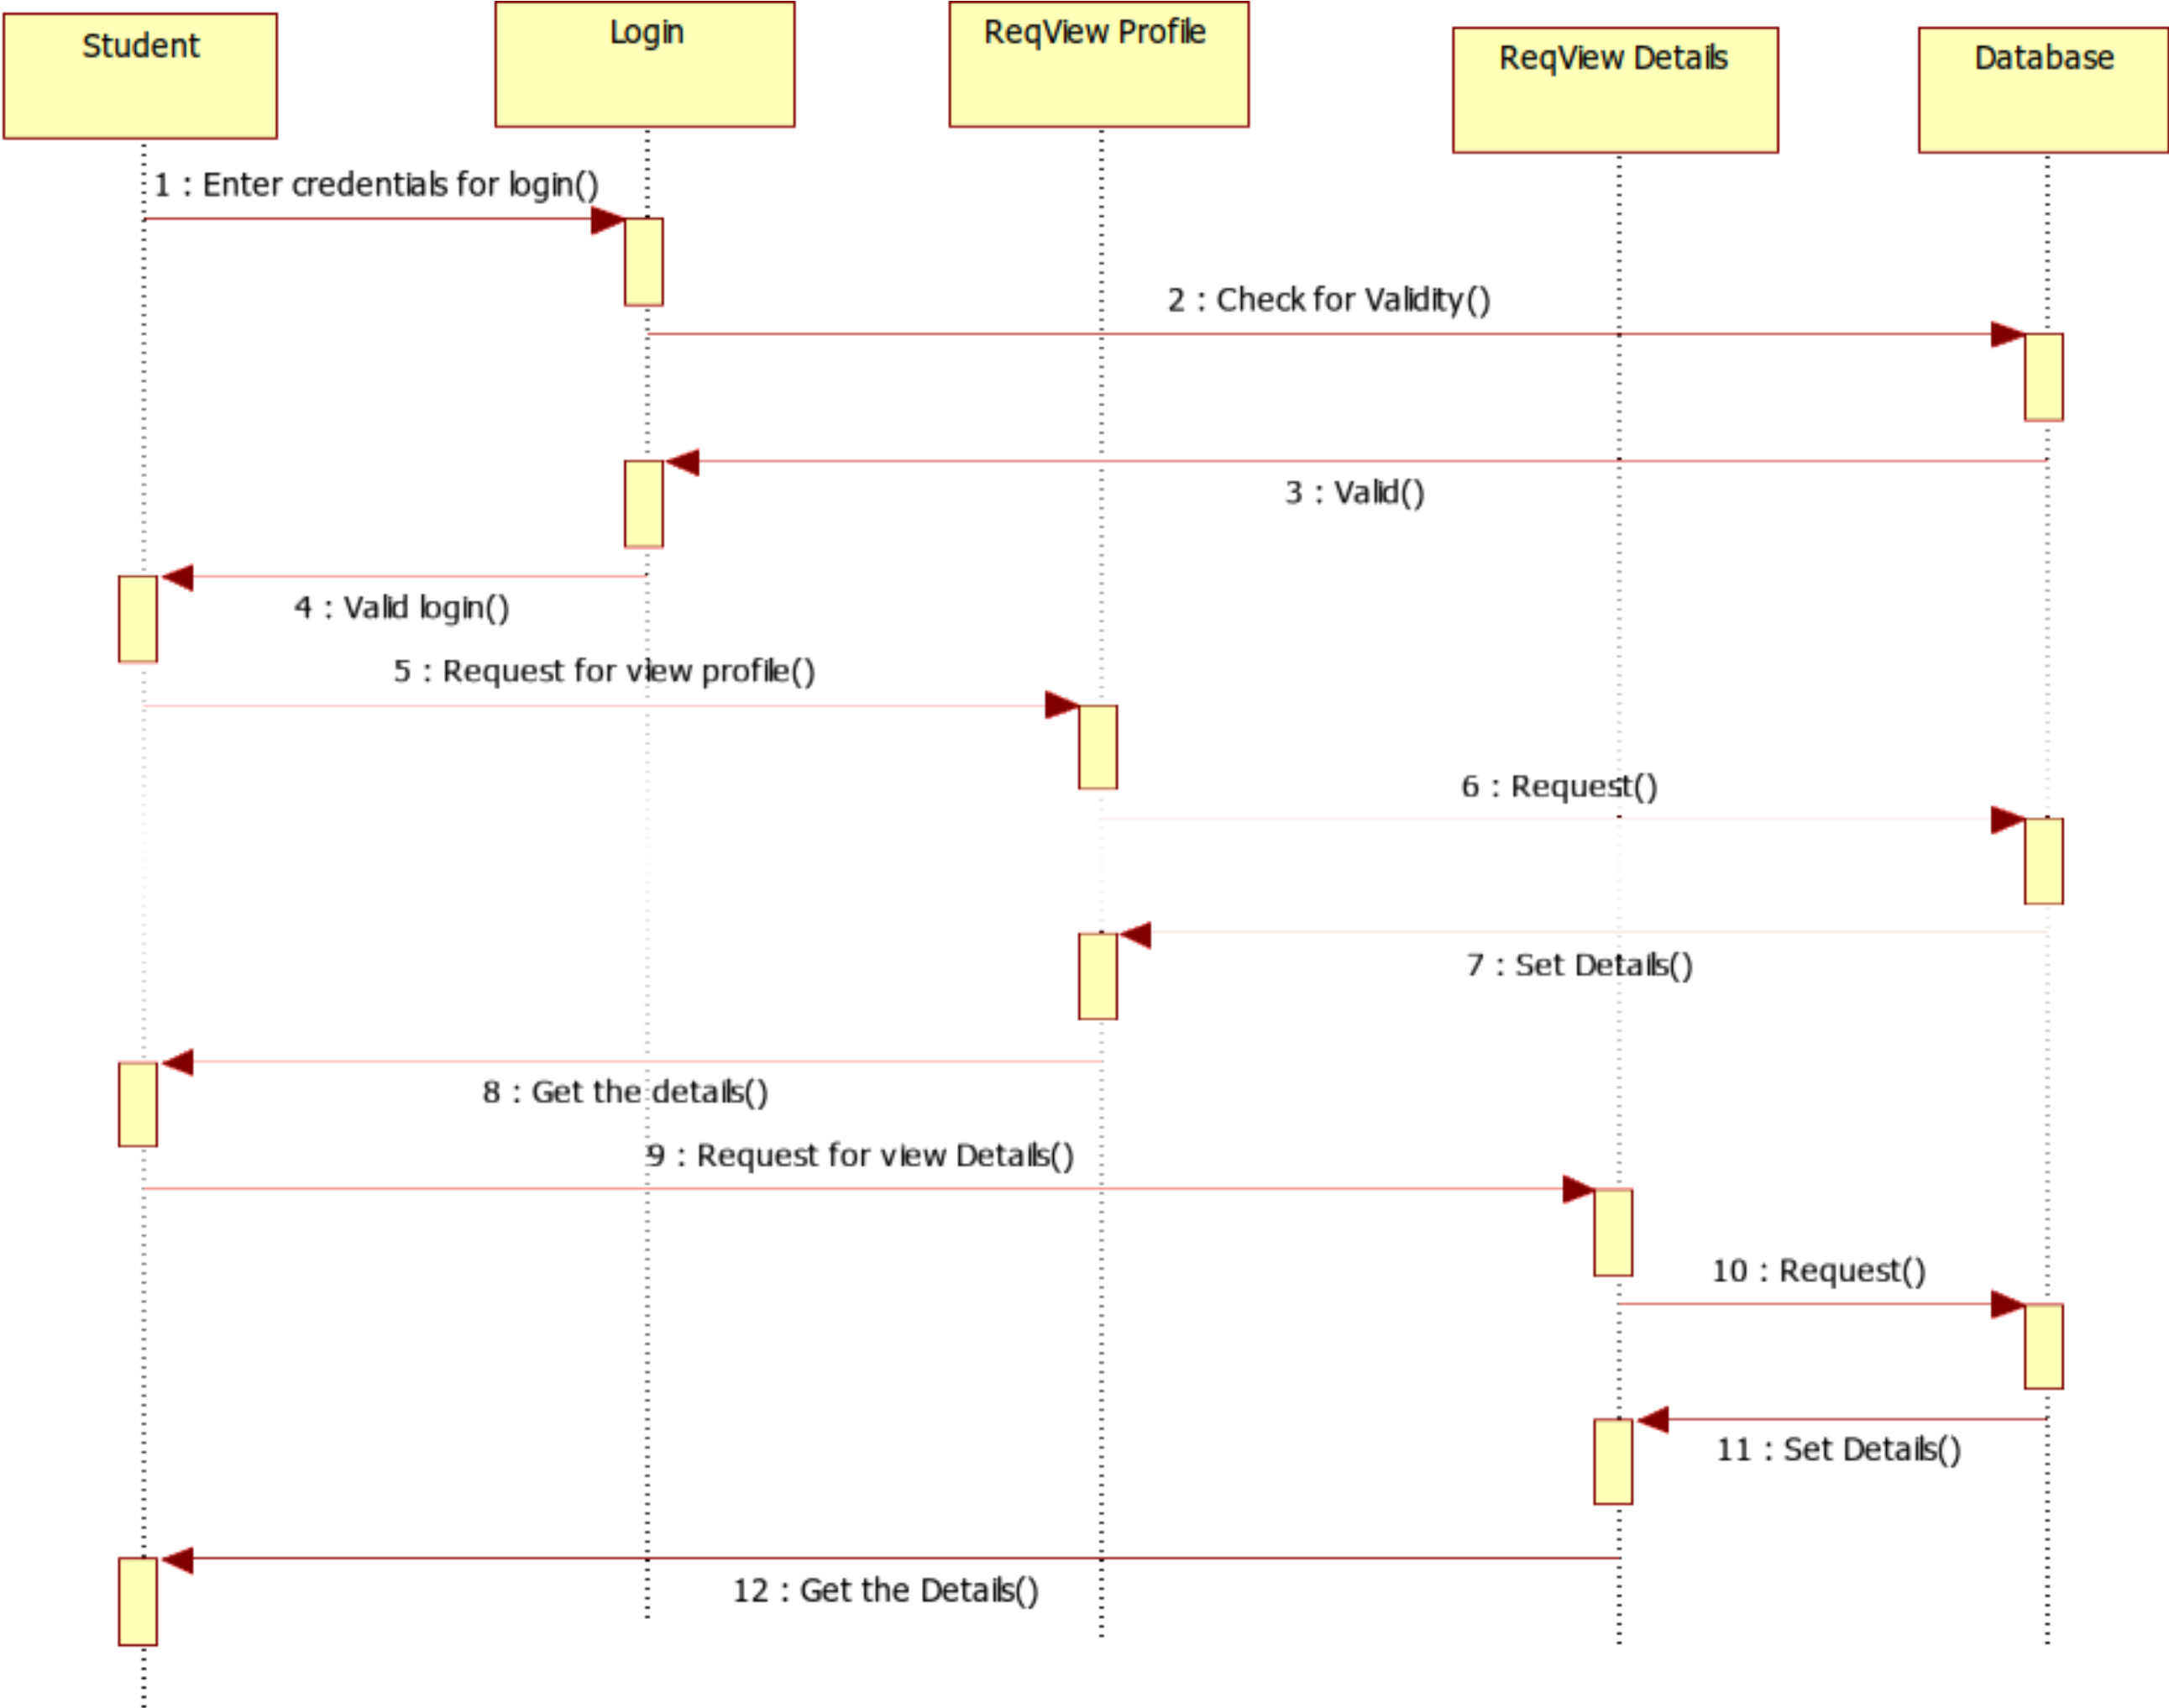 Student
Login
ReqView Profile
ReqView Details
Database
1 : Enter credentials for login()
2 : Check for Validity()
3 : Valid()
4 : Valid login()
5 : Request for view profile()
6 : Request()
7 : Set Details()
8 : Get the details()
9 : Request for view Details()
10 : Request()
11 : Set Details()
12 : Get the Details()